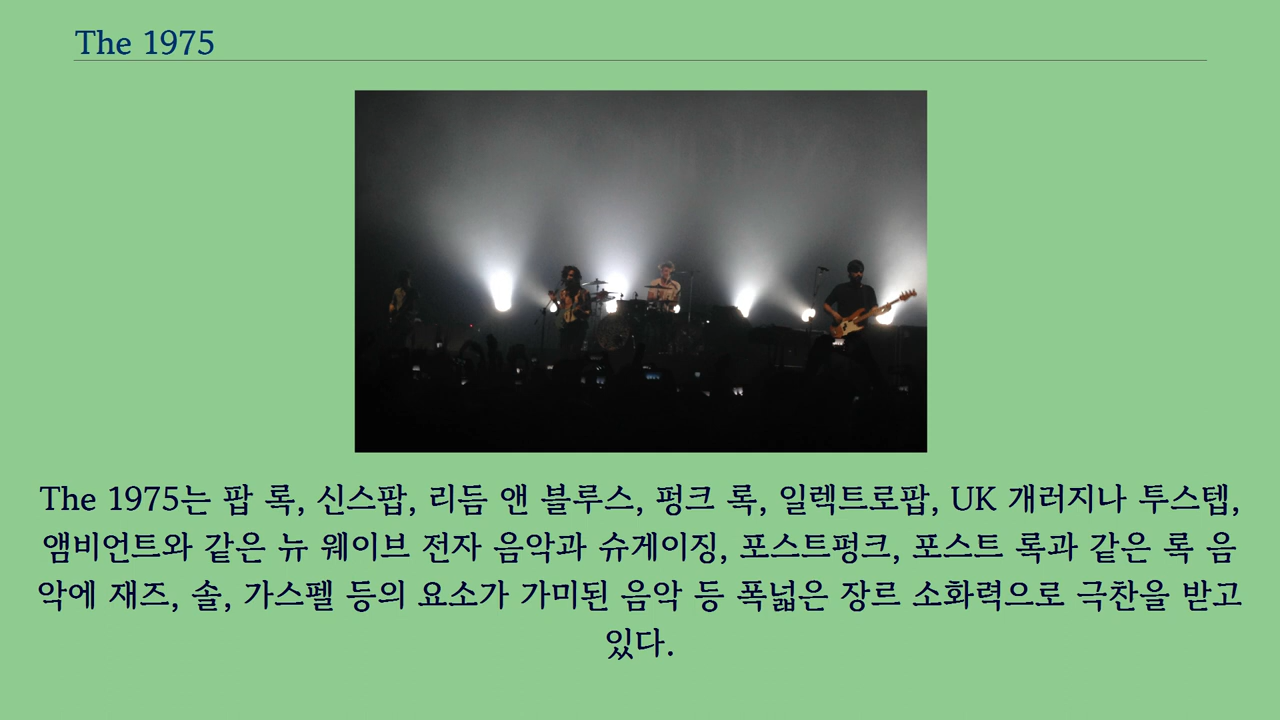 The 1975
The 1975는 팝 록, 신스팝, 리듬 앤 블루스, 펑크 록, 일렉트로팝, UK 개러지나 투스텝,
앰비언트와 같은 뉴 웨이브 전자 음악과 슈게이징, 포스트펑크, 포스트 록과 같은 록 음
악에 재즈, 솔, 가스펠 등의 요소가 가미된 음악 등 폭넓은 장르 소화력으로 극찬을 받고
있다.